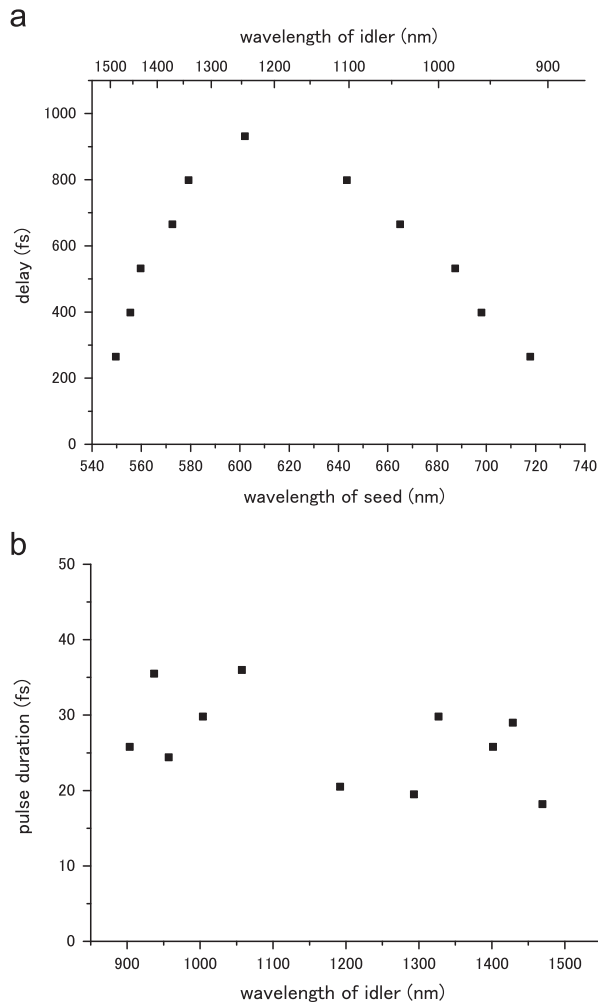 a
wavelength of idler (nm)
1500 1400 1300 1200 1100 1000 900
1000
800
600
400
200
0
delay (fs)
540 560 580 600 620 640 660 680 700 720 740
wavelength of seed (nm)
b
50
40
30
20
10
0
pulse duration (fs)
900 1000 1100 1200 1300 1400 1500
wavelength of idler (nm)